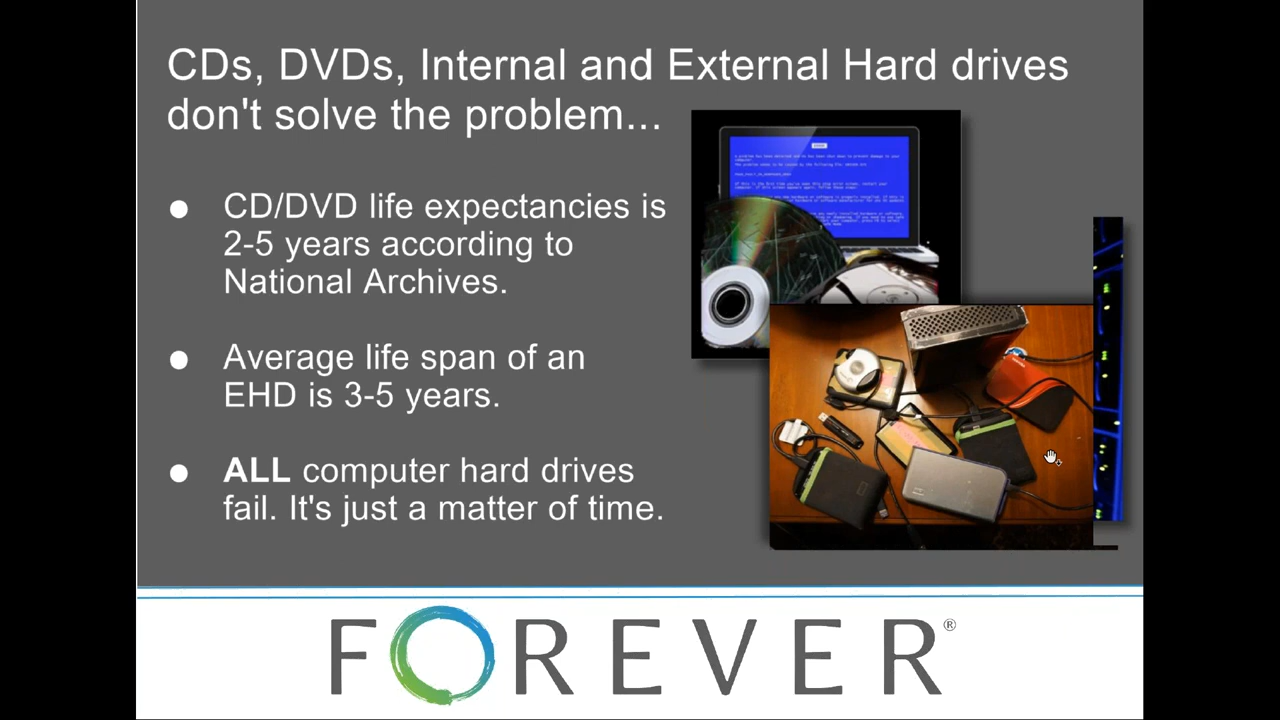 CDs, DVDs, Internal and External Hard drives
don't solve the problem...
● CD/DVD life expectancies is
2-5 years according to
National Archives.
● Average life span of an
EHD is 3-5 years.
● ALL computer hard drives
fail. It's just a matter of time.
FOREVER®